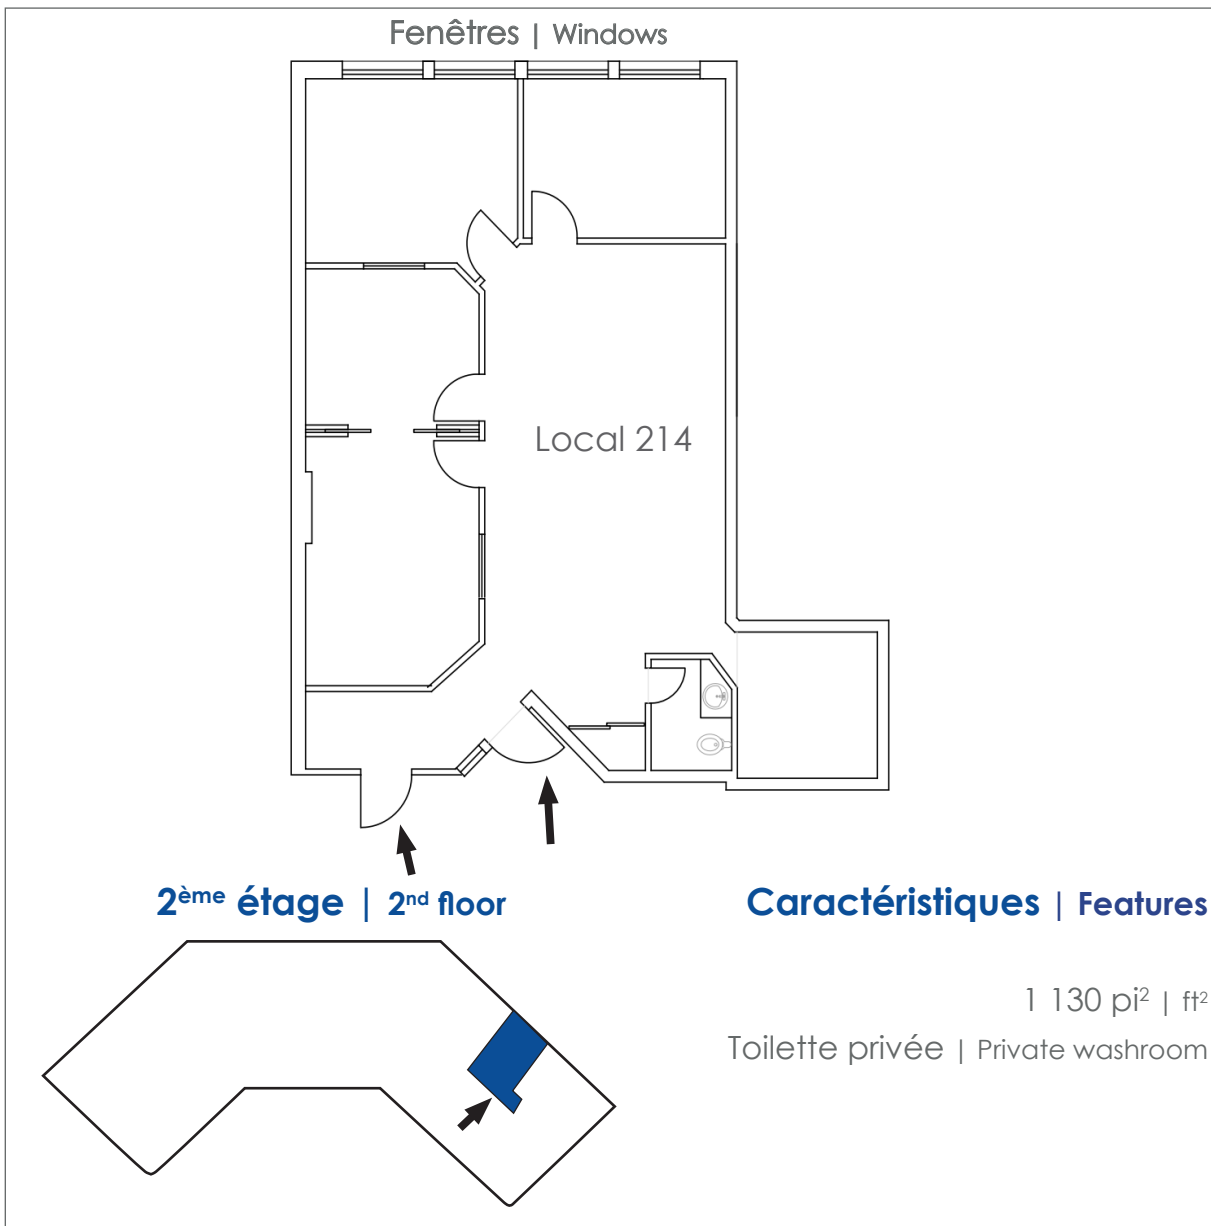 Fenêtres | Windows
Local 214
2ème étage | 2nd floor
Caractéristiques | Features
1 130 pi² | ft²
Toilette privée | Private washroom